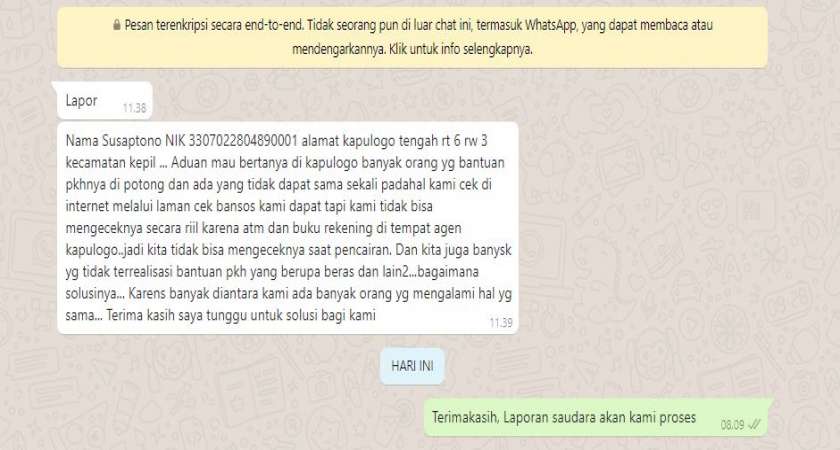 Pesan terenkripsi secara end-to-end. Tidak seorang pun di luar chat ini, termasuk WhatsApp, yang dapat membaca atau
mendengarkannya. Klik untuk info selengkapnya.
Lapor 11.38
Nama Susaptono NIK 3307022804890001 alamat kapulogo tengah rt 6 rw 3
kecamatan kepil ... Aduan mau bertanya di kapulogo banyak orang yg bantuan
pkhnya di potong dan ada yang tidak dapat sama sekali padahal kami cek di
internet melalui laman cek bansos kami dapat tapi kami tidak bisa
mengeceknya secara riil karena atm dan buku rekening di tempat agen
kapulogo..jadi kita tidak bisa mengeceknya saat pencairan. Dan kita juga banysk
yg tidak terrealisasi bantuan pkh yang berupa beras dan lain2...bagaimana
solusinya... Karens banyak diantara kami ada banyak orang yg mengalami hal yg
sama... Terima kasih saya tunggu untuk solusi bagi kami
11.39
HARI INI
Terimakasih, Laporan saudara akan kami proses 08.09